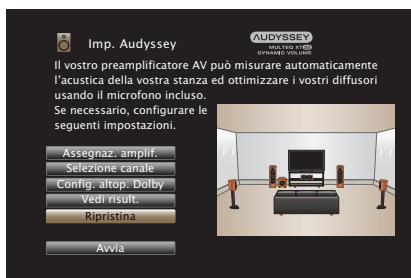 Imp. Audyssey
AUDYSSEY
MULTEQ XT32
DYNAMIC VOLUME
Il vostro preamplificatore AV può misurare automaticamente
l'acustica della vostra stanza ed ottimizzare i vostri diffusori
usando il microfono incluso.
Se necessario, configurare le
seguenti impostazioni.
Assegnaz. amplif.
Selezione canale
Config. altop. Dolby
Vedi risult.
Ripristina
Avvia